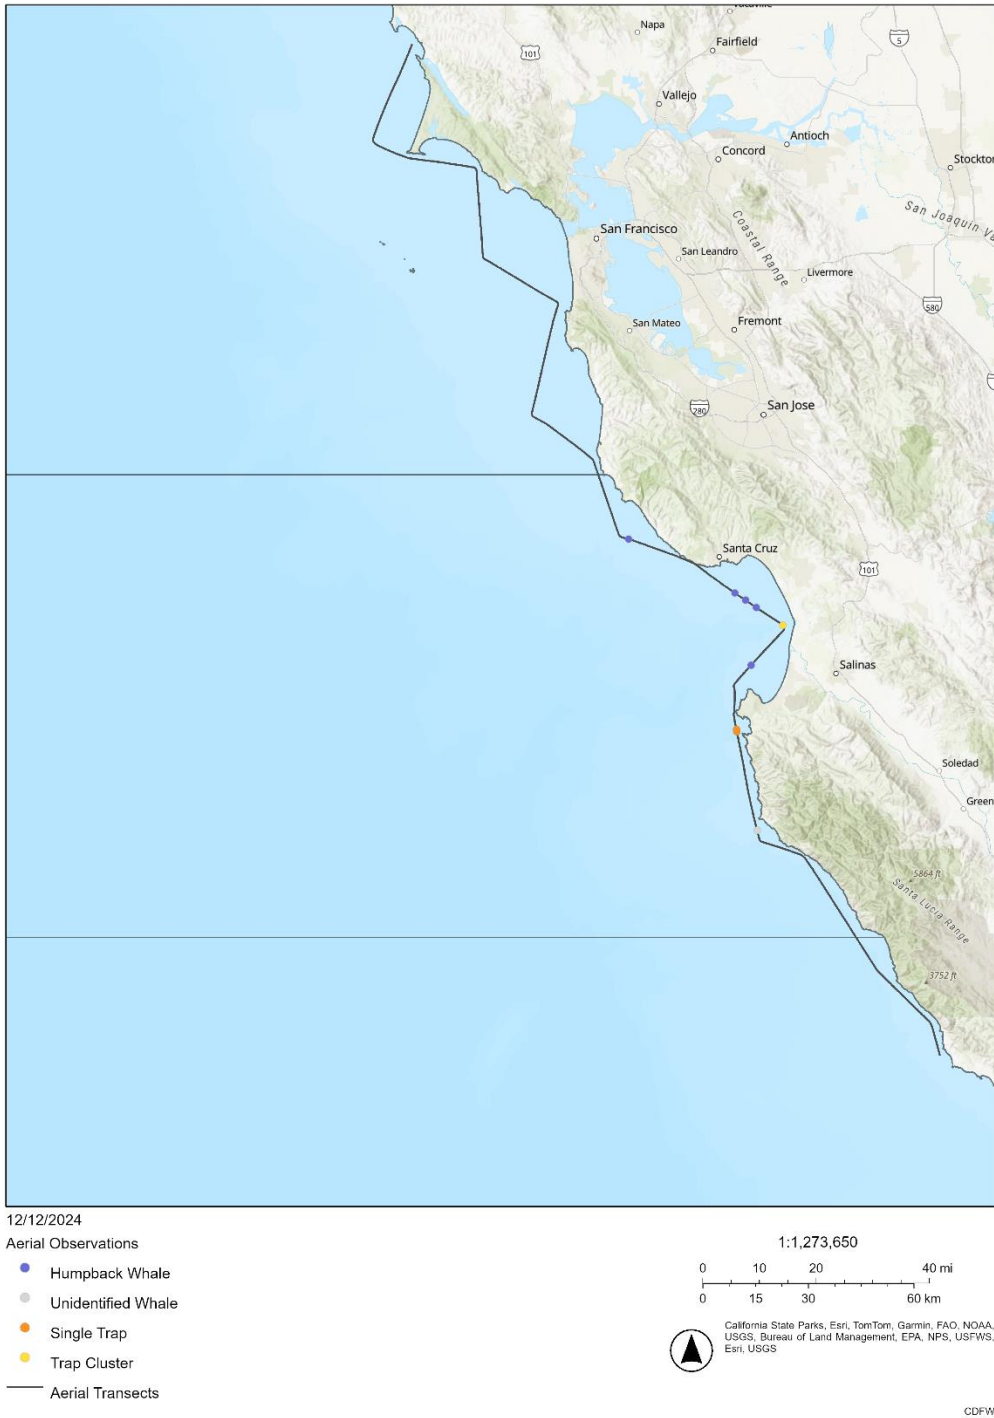 Vacaville
Napa
Fairfield
5
101
Vallejo
Antioch
Concord
Stockton
San Joaquin Va
Coastal Range
San Francisco
San Leandro
Livermore
580
San Mateo
Fremont
280
San Jose
Santa Cruz
101
Salinas
Soledad
Green
5864 ft
Santa Lucia Range
3752 ft
12/12/2024
Aerial Observations
Humpback Whale
Unidentified Whale
Single Trap
Trap Cluster
Aerial Transects
1:1,273,650
0 10 20 40 mi
0 15 30 60 km
California State Parks, Esri, TomTom, Garmin, FAO, NOAA,
USGS, Bureau of Land Management, EPA, NPS, USFWS,
Esri, USGS
CDFW